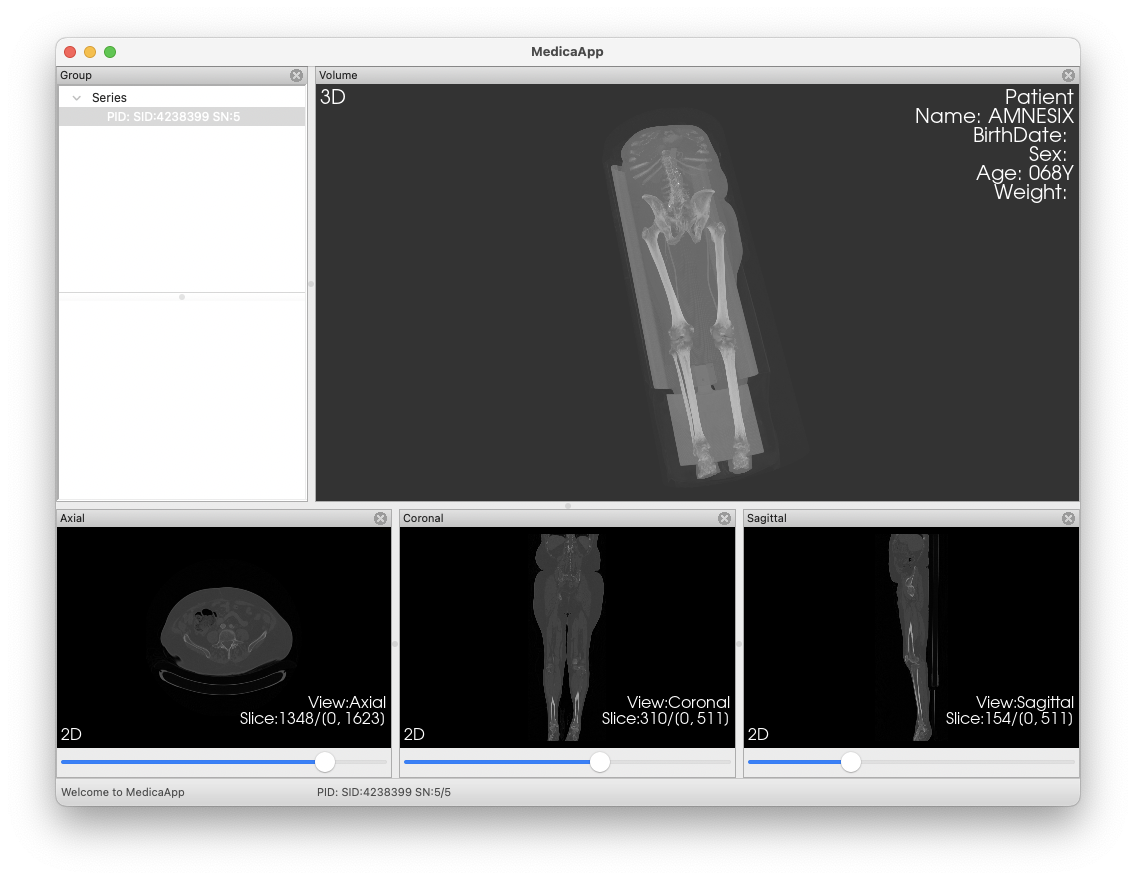 MedicaApp
Group
Series
PID: SID:4238399 SN:5
Volume
3D
Patient
Name: AMNESIX
BirthDate:
Sex:
Age: 068Y
Weight:
Axial
View:Axial
Slice:1348/[0, 1623]
2D
Coronal
View:Coronal
Slice:310/[0, 511]
2D
Sagittal
View:Sagittal
Slice:154/[0, 511]
2D
Welcome to MedicaApp
PID: SID:4238399 SN:5/5